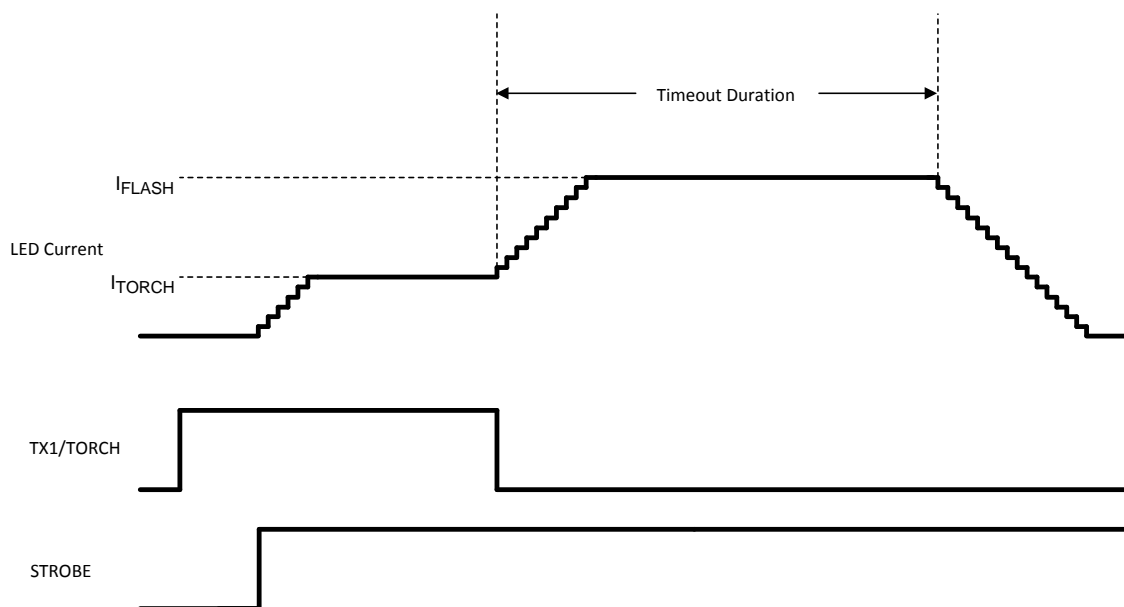 Timeout Duration
IFLASH
LED Current
ITORCH
TX1/TORCH
STROBE